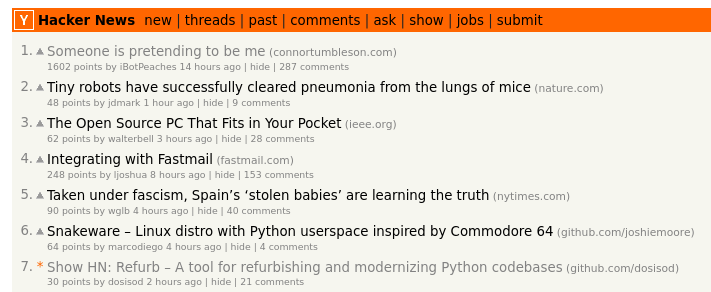 Y Hacker News new | threads | past | comments | ask | show | jobs | submit
1. Someone is pretending to be me (connortumbleson.com)
1602 points by iBotPeaches 14 hours ago | hide | 287 comments
2. Tiny robots have successfully cleared pneumonia from the lungs of mice (nature.com)
48 points by jdmark 1 hour ago | hide | 9 comments
3. The Open Source PC That Fits in Your Pocket (ieee.org)
62 points by walterbell 3 hours ago | hide | 28 comments
4. Integrating with Fastmail (fastmail.com)
248 points by ljoshua 8 hours ago | hide | 153 comments
5. Taken under fascism, Spain’s ‘stolen babies’ are learning the truth (nytimes.com)
90 points by wglb 4 hours ago | hide | 40 comments
6. Snakeware – Linux distro with Python userspace inspired by Commodore 64 (github.com/joshiemoore)
64 points by marcodiego 4 hours ago | hide | 4 comments
7. * Show HN: Refurb – A tool for refurbishing and modernizing Python codebases (github.com/dosisod)
30 points by dosisod 2 hours ago | hide | 21 comments